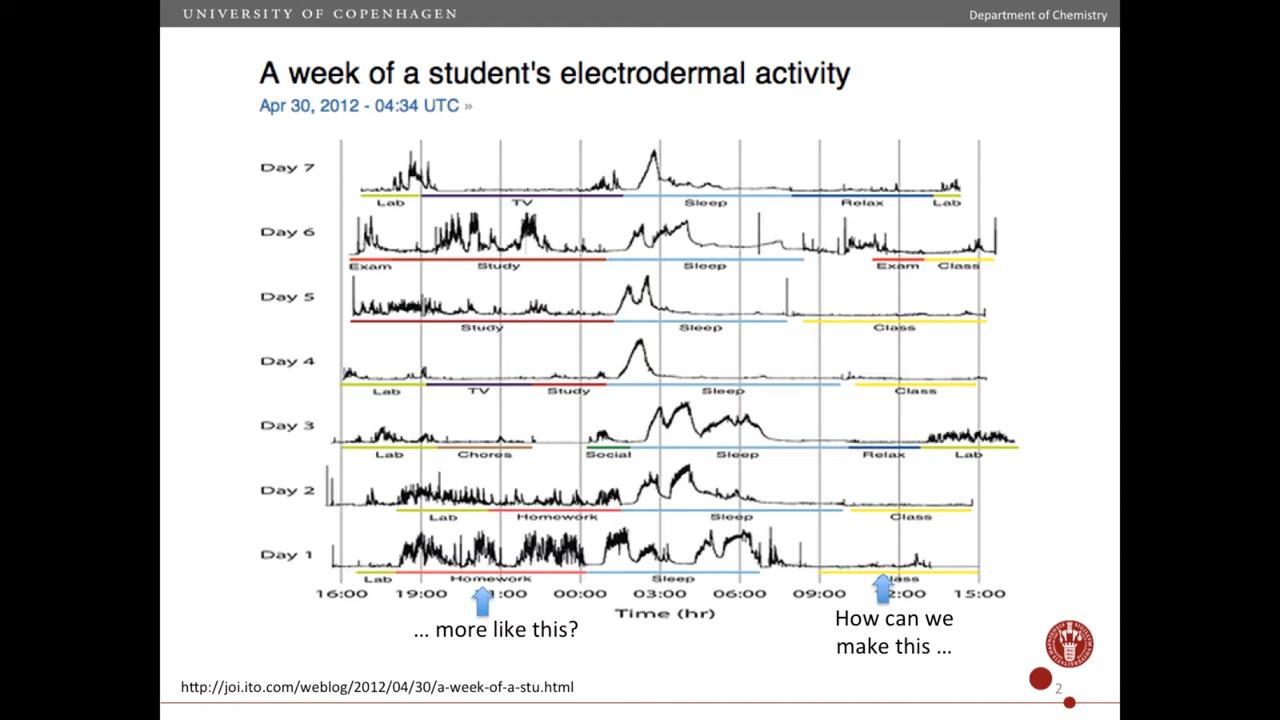 UNIVERSITY OF COPENHAGEN
Department of Chemistry
A week of a student's electrodermal activity
Apr 30, 2012 - 04:34 UTC »
Day 7
Lab TV Sleep Relax Lab
Day 6
Exam Study Sleep Exam Class
Day 5
Study Sleep Class
Day 4
Lab TV Study Sleep Class
Day 3
Lab Chores Social Sleep Relax Lab
Day 2
Lab Homework Sleep Class
Day 1
Lab Homework Sleep
16:00 19:00 00:00 03:00 06:00 09:00 15:00
Time (hr)
... more like this?
How can we
make this ...
http://joi.ito.com/weblog/2012/04/30/a-week-of-a-stu.html
2